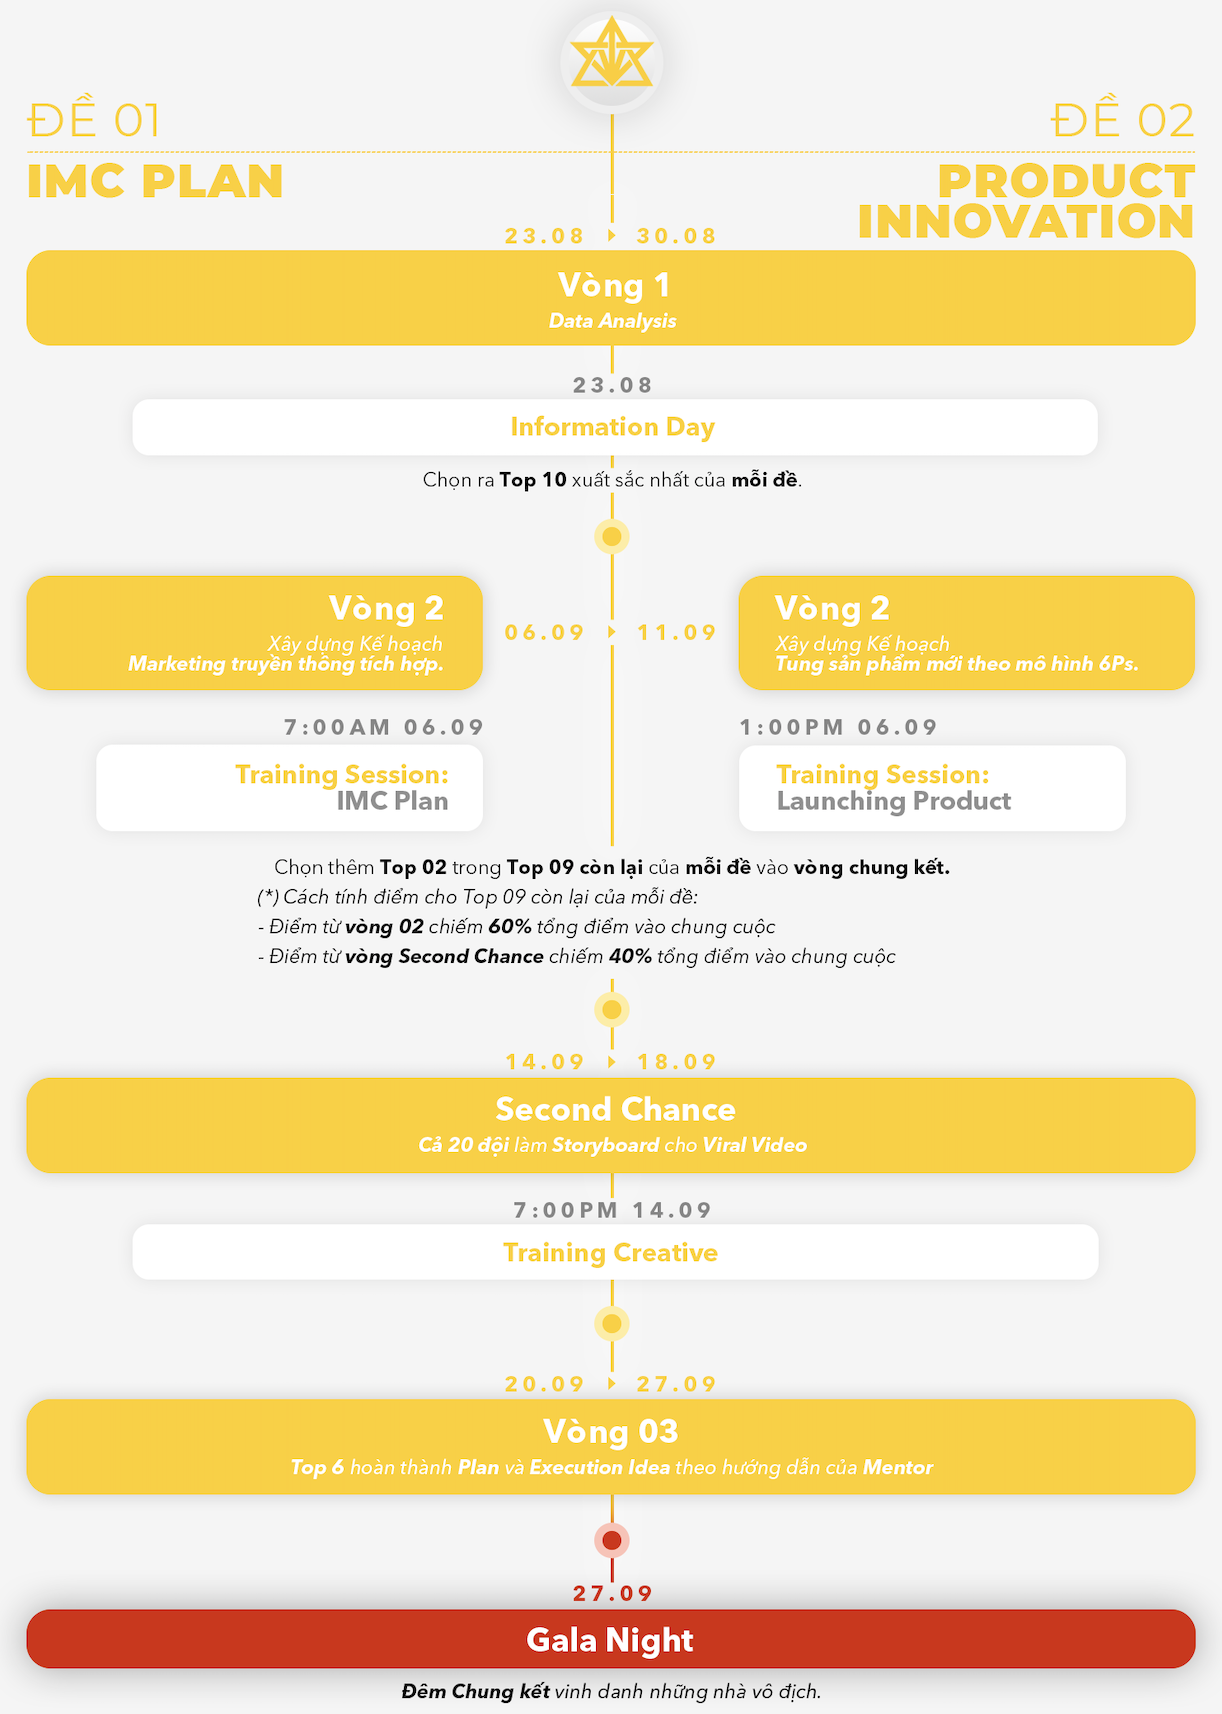 ĐỀ 01
ĐỀ 02
IMC PLAN
PRODUCT
INNOVATION
23.08 30.08
Vòng 1
Data Analysis
23.08
Information Day
Chọn ra Top 10 xuất sắc nhất của mỗi đề.
Vòng 2
Xây dựng Kế hoạch
Marketing truyền thông tích hợp.
06.09 11.09
Vòng 2
Xây dựng Kế hoạch
Tung sản phẩm mới theo mô hình 6Ps.
7:00AM 06.09
Training Session:
IMC Plan
1:00PM 06.09
Training Session:
Launching Product
Chọn thêm Top 02 trong Top 09 còn lại của mỗi đề vào vòng chung kết.
(*) Cách tính điểm cho Top 09 còn lại của mỗi đề:
- Điểm từ vòng 02 chiếm 60% tổng điểm vào chung cuộc
- Điểm từ vòng Second Chance chiếm 40% tổng điểm vào chung cuộc
14.09 18.09
Second Chance
Cả 20 đội làm Storyboard cho Viral Video
7:00PM 14.09
Training Creative
20.09 27.09
Vòng 03
Top 6 hoàn thành Plan và Execution Idea theo hướng dẫn của Mentor
27.09
Gala Night
Đêm Chung kết vinh danh những nhà vô địch.